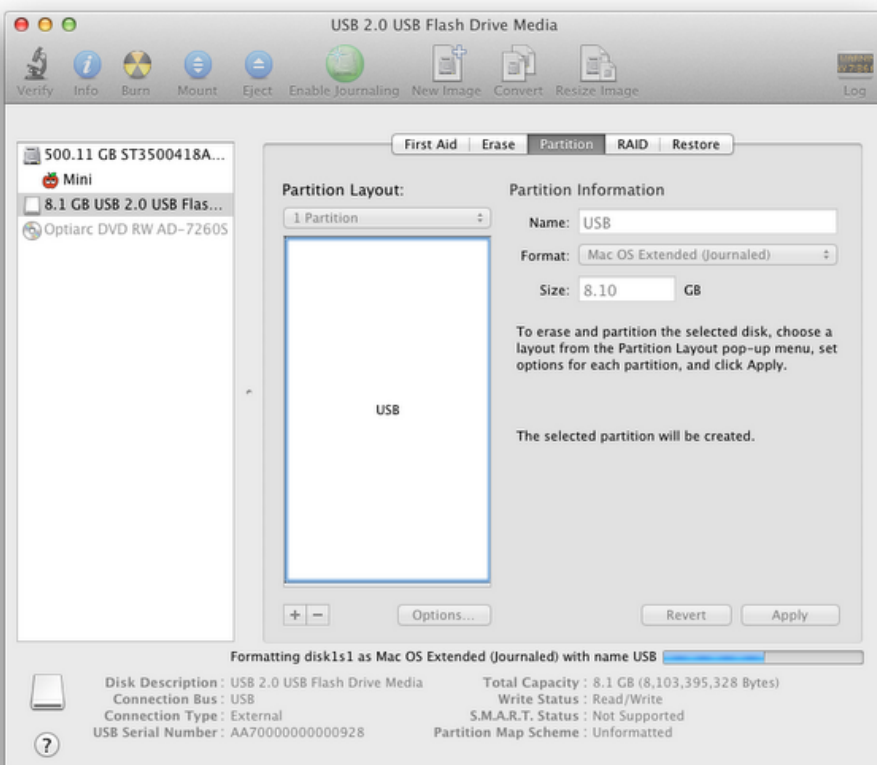 USB 2.0 USB Flash Drive Media
Verify Info Burn Mount Eject Enable Journaling New Image Convert Resize Image Log
First Aid Erase Partition RAID Restore
500.11 GB ST3500418A...
Mini
8.1 GB USB 2.0 USB Flas...
Optiarc DVD RW AD-7260S
Partition Layout:
1 Partition
USB
Partition Information
Name: USB
Format: Mac OS Extended (Journaled)
Size: 8.10 GB
To erase and partition the selected disk, choose a
layout from the Partition Layout pop-up menu, set
options for each partition, and click Apply.
The selected partition will be created.
+ −
Options...
Revert Apply
Formatting disk1s1 as Mac OS Extended (Journaled) with name USB
Disk Description : USB 2.0 USB Flash Drive Media
Connection Bus : USB
Connection Type : External
USB Serial Number : AA70000000000928
Total Capacity : 8.1 GB (8,103,395,328 Bytes)
Write Status : Read/Write
S.M.A.R.T. Status : Not Supported
Partition Map Scheme : Unformatted
?